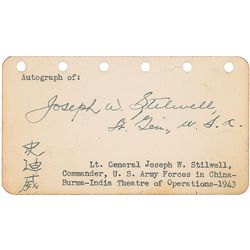 Autograph of:
Joseph W. Stilwell,
Lt. Gen., U.S.A.
史迪威
Lt. General Joseph W. Stilwell,
Commander, U. S. Army Forces in China-
Burma-India Theatre of Operations-1943